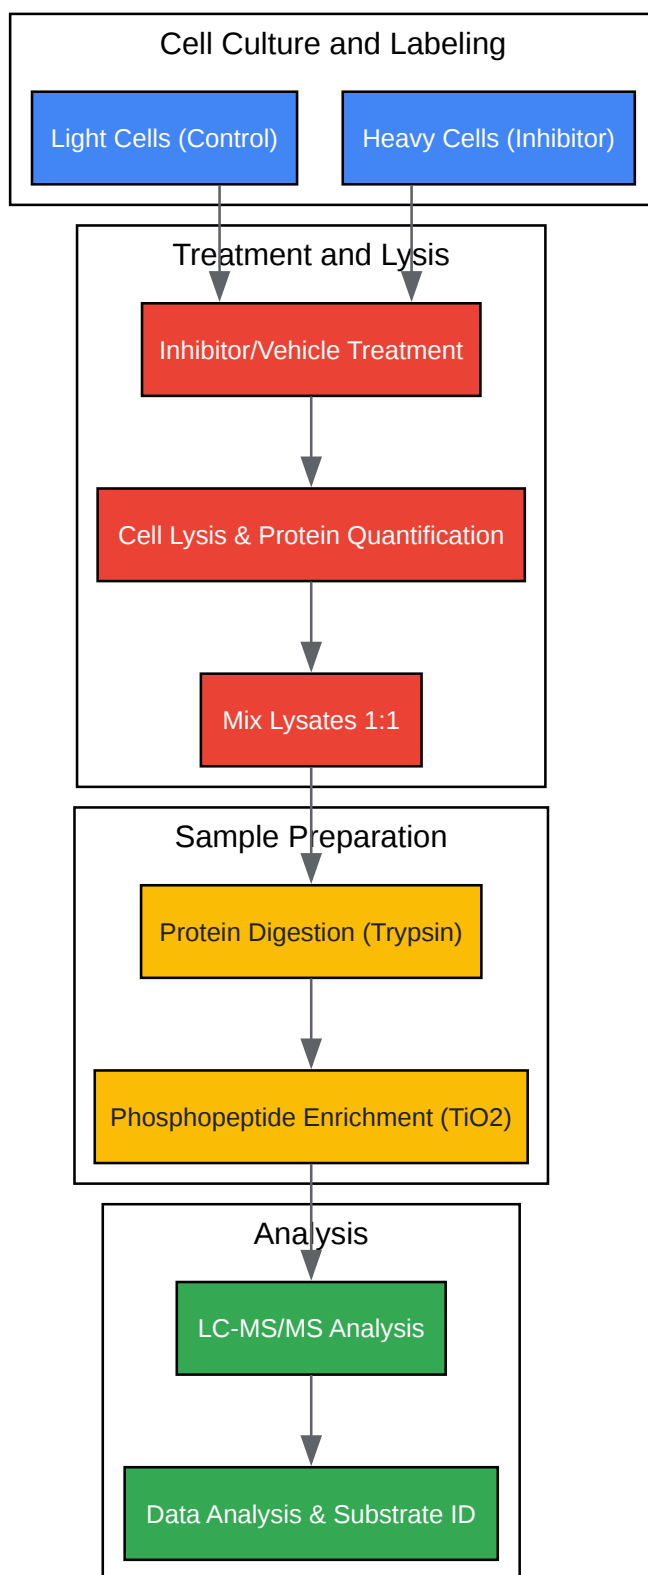 Cell Culture and Labeling
Light Cells (Control)
Heavy Cells (Inhibitor)
Treatment and Lysis
Inhibitor/Vehicle Treatment
Cell Lysis & Protein Quantification
Mix Lysates 1:1
Sample Preparation
Protein Digestion (Trypsin)
Phosphopeptide Enrichment (TiO2)
Analysis
LC-MS/MS Analysis
Data Analysis & Substrate ID